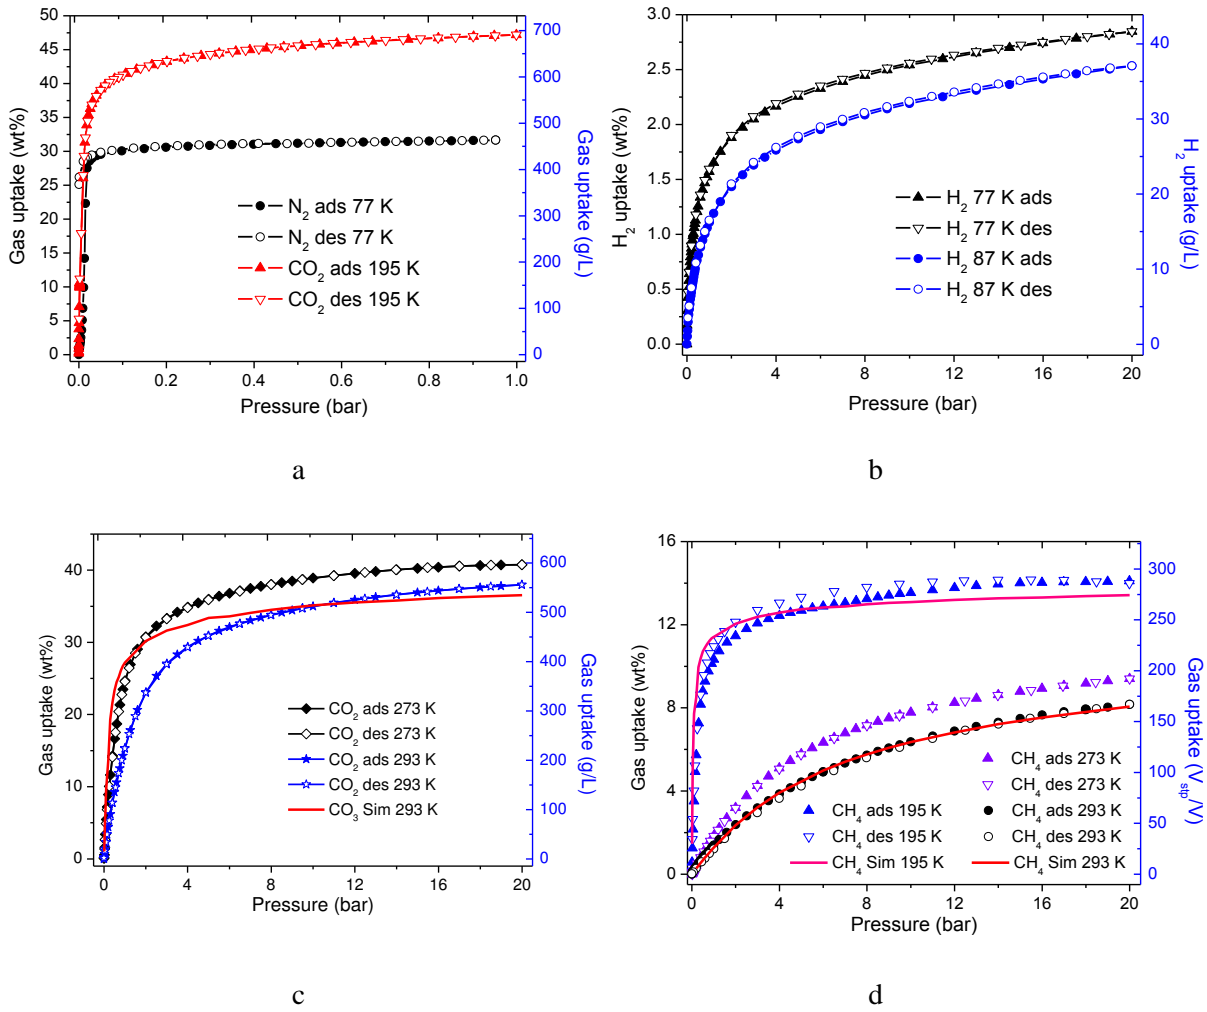 50
45
40
35
30
25
20
15
10
5
0
Gas uptake (wt%)
0.0 0.2 0.4 0.6 0.8 1.0
Pressure (bar)
700
600
500
400
300
200
100
0
Gas uptake (g/L)
N₂ ads 77 K
N₂ des 77 K
CO₂ ads 195 K
CO₂ des 195 K
a
3.0
2.5
2.0
1.5
1.0
0.5
0.0
H₂ uptake (wt%)
0 4 8 12 16 20
Pressure (bar)
40
30
20
10
0
H₂ uptake (g/L)
H₂ 77 K ads
H₂ 77 K des
H₂ 87 K ads
H₂ 87 K des
b
40
30
20
10
0
Gas uptake (wt%)
0 4 8 12 16 20
Pressure (bar)
600
500
400
300
200
100
0
Gas uptake (g/L)
CO₂ ads 273 K
CO₂ des 273 K
CO₂ ads 293 K
CO₂ des 293 K
CO₃ Sim 293 K
c
16
12
8
4
0
Gas uptake (wt%)
0 4 8 12 16 20
Pressure (bar)
300
250
200
150
100
50
0
Gas uptake (V_stp/V)
CH₄ ads 273 K
CH₄ des 273 K
CH₄ ads 195 K CH₄ ads 293 K
CH₄ des 195 K CH₄ des 293 K
CH₄ Sim 195 K CH₄ Sim 293 K
d